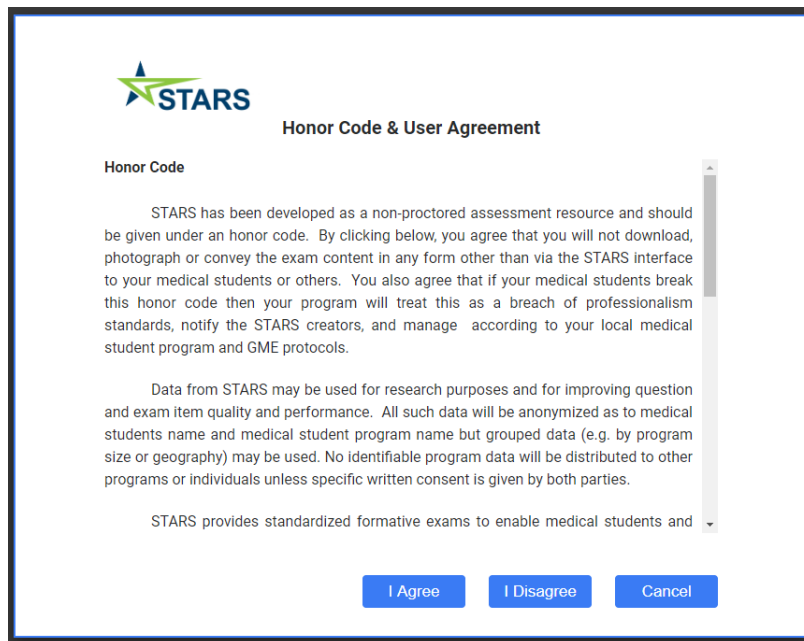 STARS
Honor Code & User Agreement
Honor Code
STARS has been developed as a non-proctored assessment resource and should
be given under an honor code. By clicking below, you agree that you will not download,
photograph or convey the exam content in any form other than via the STARS interface
to your medical students or others. You also agree that if your medical students break
this honor code then your program will treat this as a breach of professionalism
standards, notify the STARS creators, and manage according to your local medical
student program and GME protocols.
Data from STARS may be used for research purposes and for improving question
and exam item quality and performance. All such data will be anonymized as to medical
students name and medical student program name but grouped data (e.g. by program
size or geography) may be used. No identifiable program data will be distributed to other
programs or individuals unless specific written consent is given by both parties.
STARS provides standardized formative exams to enable medical students and
I Agree
I Disagree
Cancel